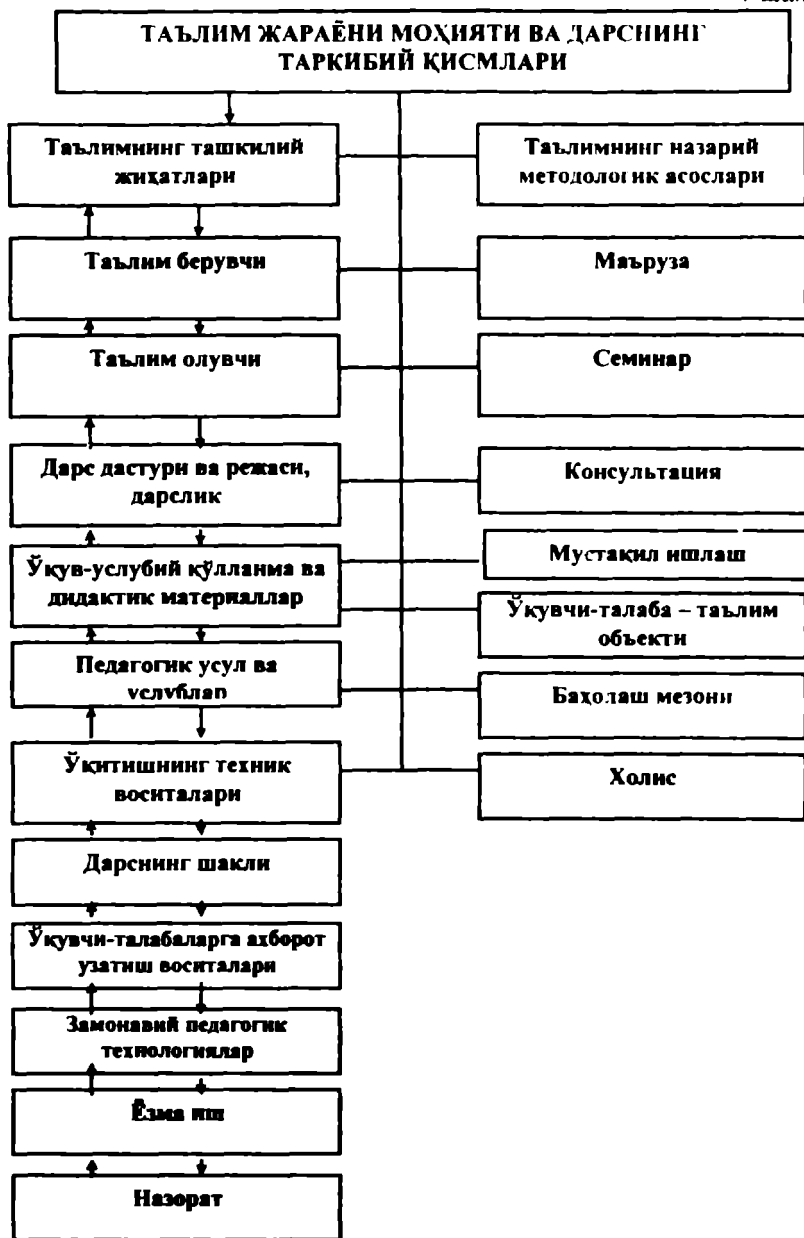 ТАЪЛИМ ЖАРАЁНИ МОҲИЯТИ ВА ДАРСНИНГ
ТАРКИБИЙ ҚИСМЛАРИ
Таълимнинг ташкилий
жиҳатлари
Таълимнинг назарий
методологик асослари
Таълим берувчи
Маъруза
Таълим олувчи
Семинар
Дарс дастури ва режаси,
дарслик
Консультация
Ўқув-услубий қўлланма ва
дидактик материаллар
Мустақил ишлаш
Ўқувчи-талаба – таълим
объекти
Педагогик усул ва
услублар
Баҳолаш мезони
Ўқитишнинг техник
воситалари
Холис
Дарснинг шакли
Ўқувчи-талабаларга ахборот
узатиш воситалари
Замонавий педагогик
технологиялар
Ёзма иш
Назорат